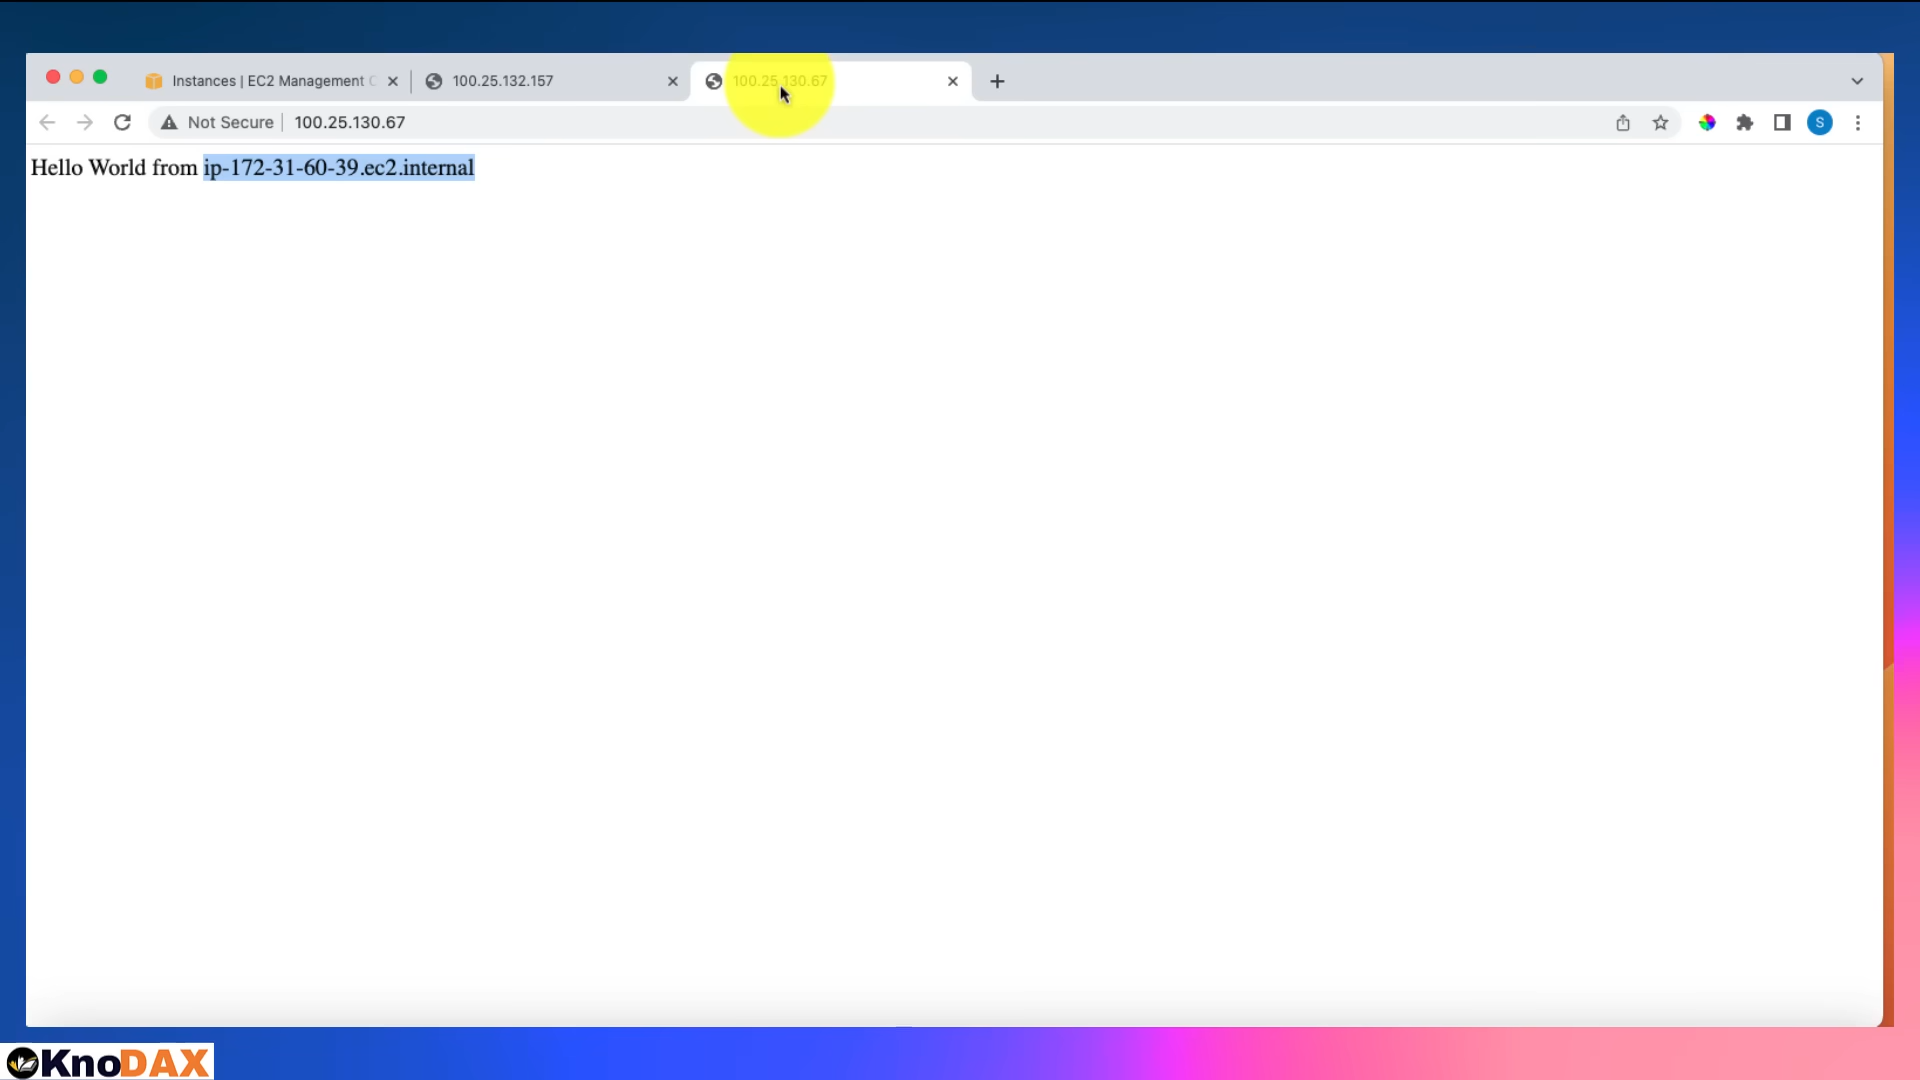 Instances | EC2 Management C
100.25.132.157
100.25.130.67
Not Secure
100.25.130.67
S
Hello World from ip-172-31-60-39.ec2.internal
KnoDAX